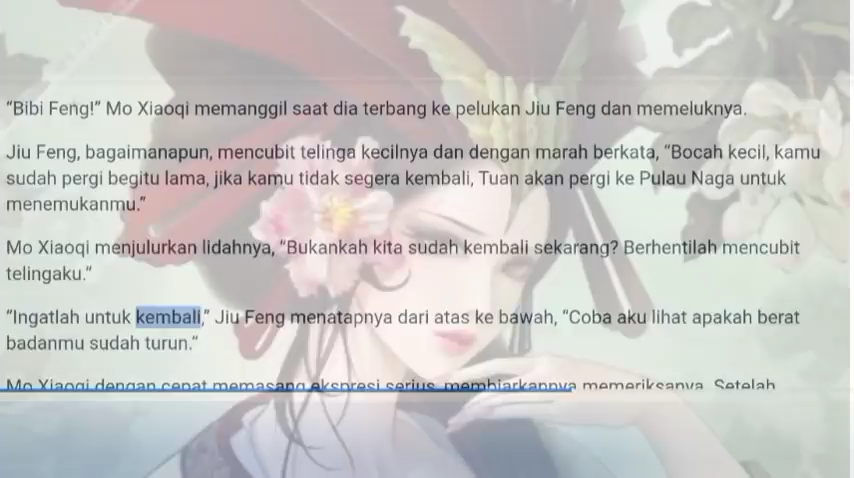 “Bibi Feng!” Mo Xiaoqi memanggil saat dia terbang ke pelukan Jiu Feng dan memeluknya.
Jiu Feng, bagaimanapun, mencubit telinga kecilnya dan dengan marah berkata, “Bocah kecil, kamu
sudah pergi begitu lama, jika kamu tidak segera kembali, Tuan akan pergi ke Pulau Naga untuk
menemukanmu.”
Mo Xiaoqi menjulurkan lidahnya, “Bukankah kita sudah kembali sekarang? Berhentilah mencubit
telingaku.”
“Ingatlah untuk kembali,” Jiu Feng menatapnya dari atas ke bawah, “Coba aku lihat apakah berat
badanmu sudah turun.”
Mo Xiaoqi dengan cepat memasang ekspresi serius, membiarkannya memeriksanya. Setelah